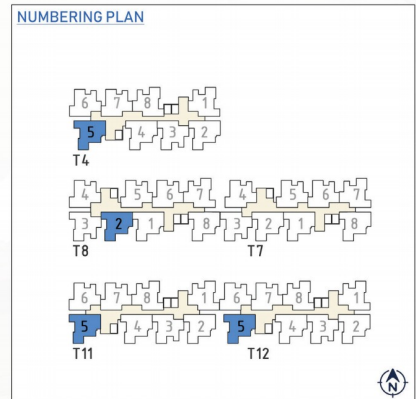 NUMBERING PLAN
6 7 8 1
5 4 3 2
T4
4 5 6 7 4 5 6 7
3 2 1 8 3 2 1 8
T8 T7
6 7 8 1 6 7 8 1
5 4 3 2 5 4 3 2
T11 T12
N